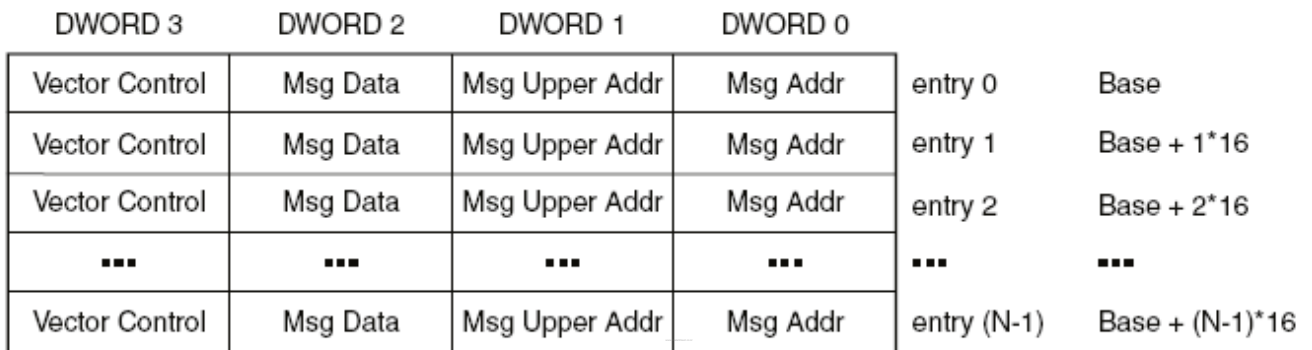 DWORD 3 DWORD 2 DWORD 1 DWORD 0
Vector Control Msg Data Msg Upper Addr Msg Addr entry 0 Base
Vector Control Msg Data Msg Upper Addr Msg Addr entry 1 Base + 1*16
Vector Control Msg Data Msg Upper Addr Msg Addr entry 2 Base + 2*16
... ... ... ... ... ...
Vector Control Msg Data Msg Upper Addr Msg Addr entry (N-1) Base + (N-1)*16